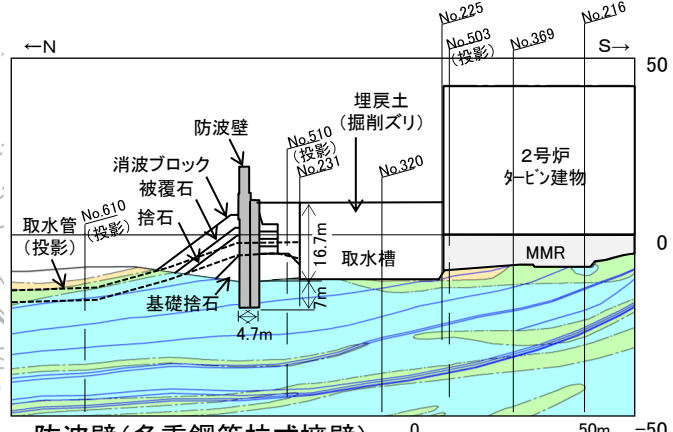 No.225
No.216
No.503
(投影)
No.369
←N
S→
50
埋戻土
(掘削ズリ)
防波壁
No.510
(投影)
No.231
消波ブロック
被覆石
捨石
No.320
2号炉
タービン建物
No.610
(投影)
取水管
(投影)
16.7m
取水槽
0
MMR
基礎捨石
7m
4.7m
防波壁(多重鋼管杭式擁壁)
0
50m
-50